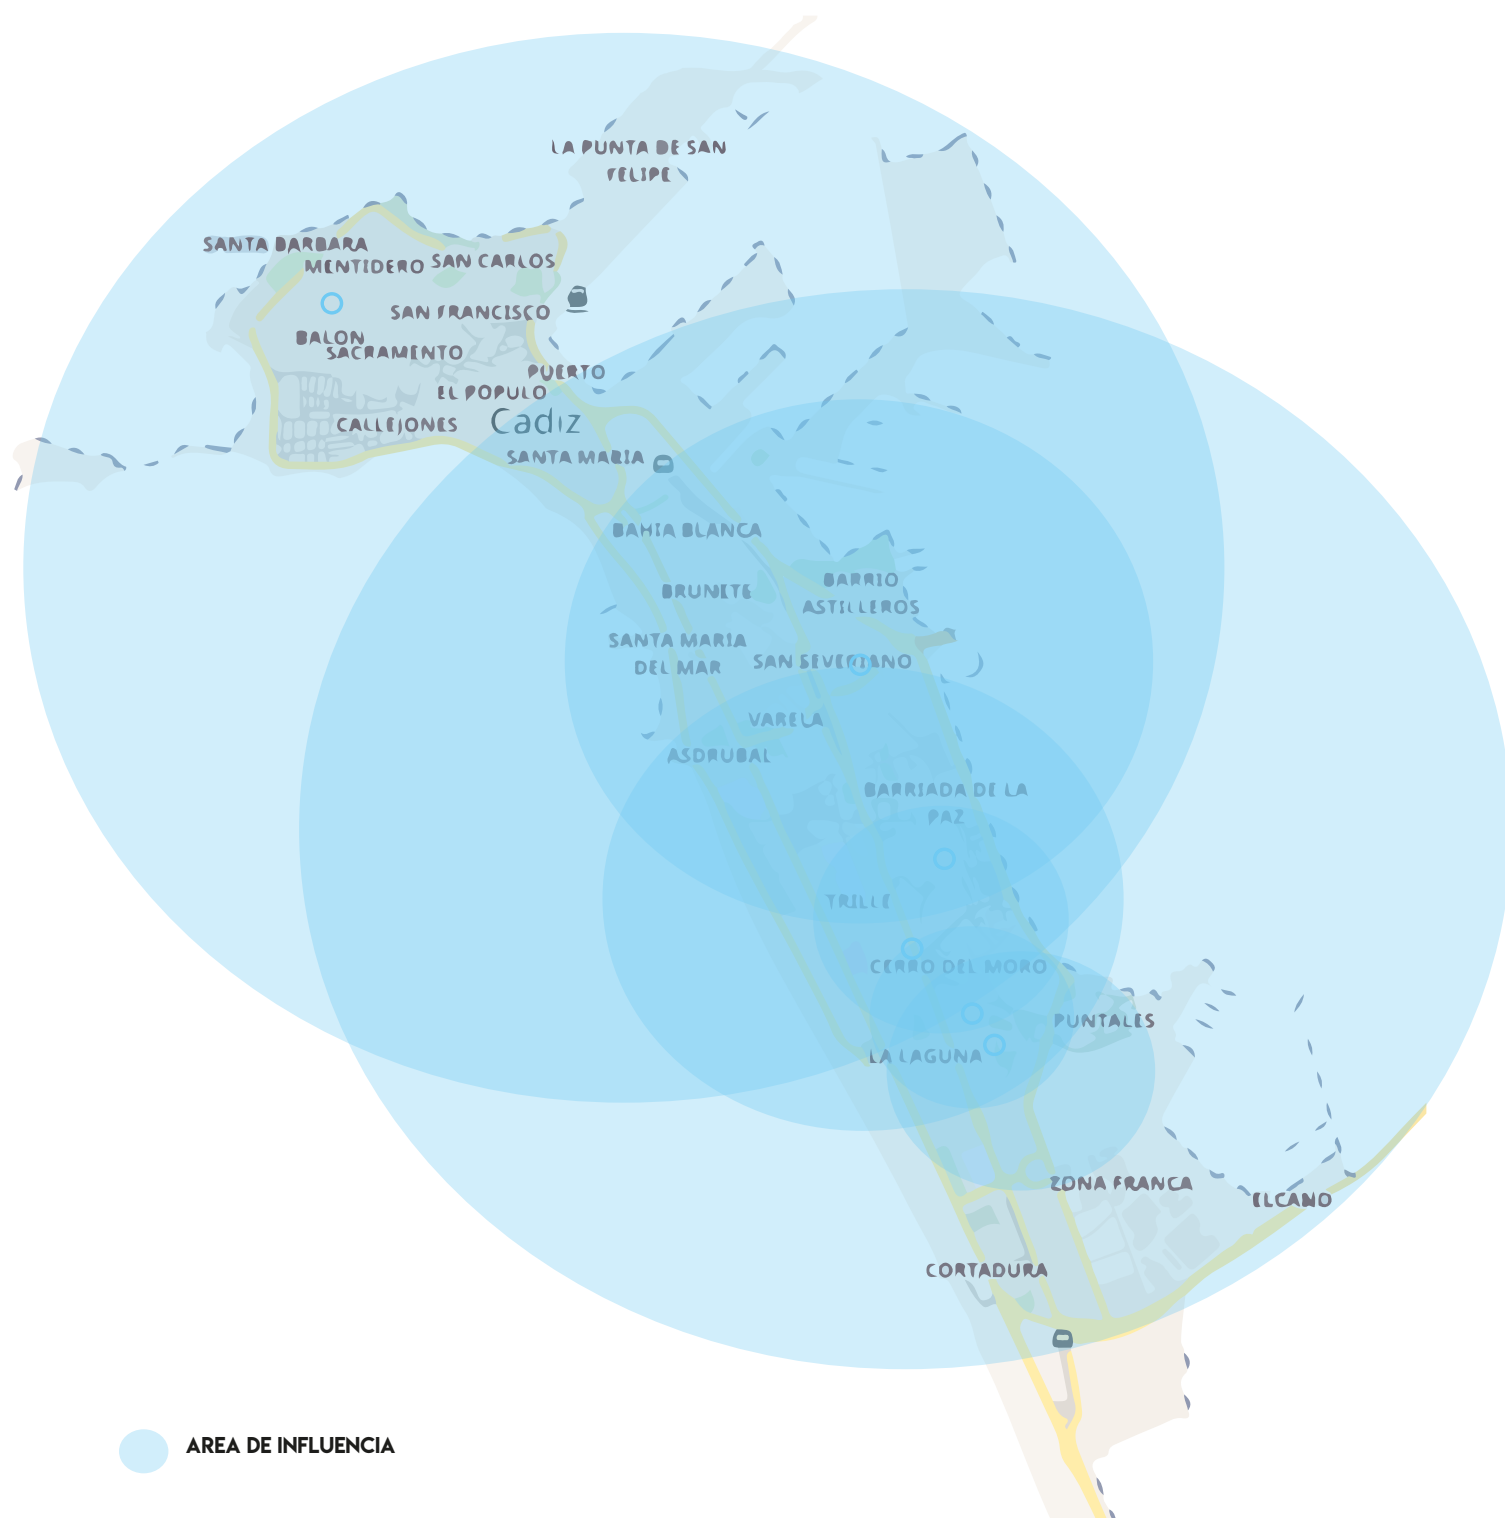 LA PUNTA DE SAN
FELIPE
SANTA BARBARA
MENTIDERO
SAN CARLOS
SAN FRANCISCO
BALON
SACRAMENTO
PUERTO
EL POPULO
CALLEJONES
Cadiz
SANTA MARIA
BAHIA BLANCA
BARRIO
ASTILLEROS
BRUNETE
SANTA MARIA
DEL MAR
SAN SEVERIANO
VARELA
ASDRUBAL
BARRIADA DE LA
PAZ
TRILLE
CERRO DEL MORO
PUNTALES
LA LAGUNA
ZONA FRANCA
ELCANO
CORTADURA
AREA DE INFLUENCIA